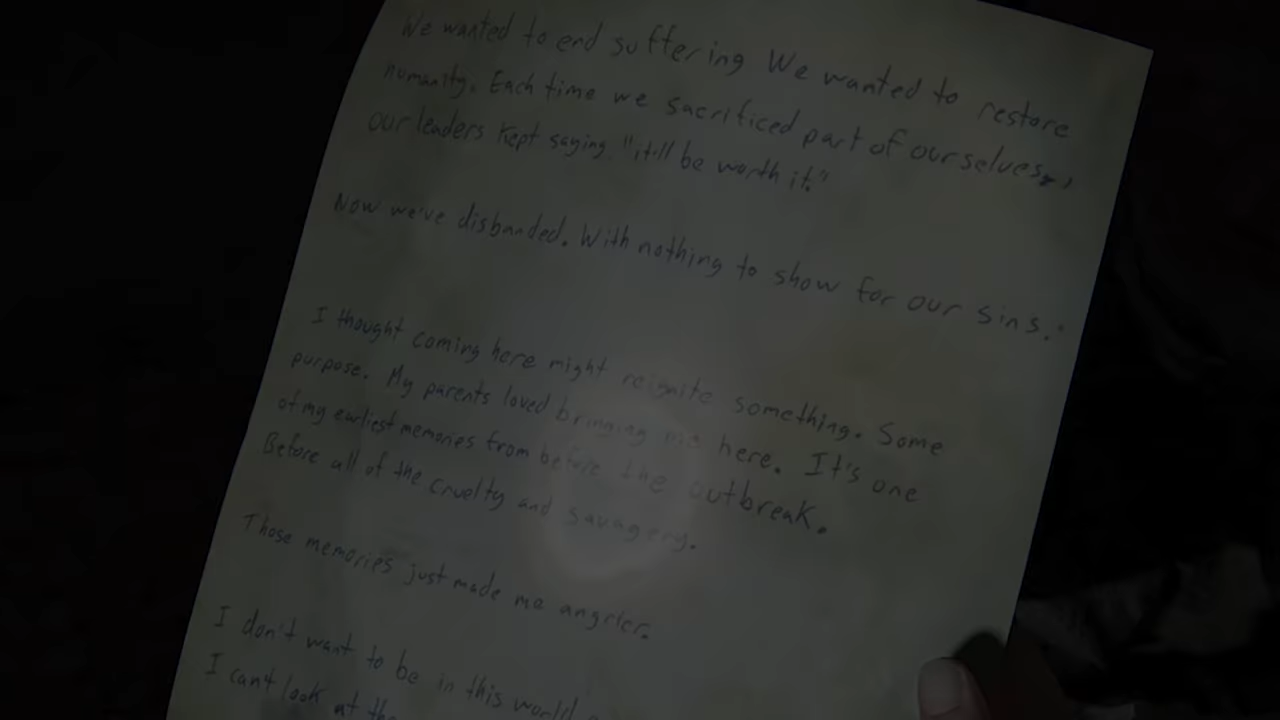 We wanted to end suffering We wanted to restore
humanity. Each time we sacrificed part of ourselves,
our leaders kept saying, "it'll be worth it."
Now we've disbanded. With nothing to show for our sins.
I thought coming here might reignite something. Some
purpose. My parents loved bringing me here. It's one
of my earliest memories from before the outbreak.
Before all of the cruelty and savagery.
Those memories just made me angrier.
I don't want to be in this world
I can't look at the